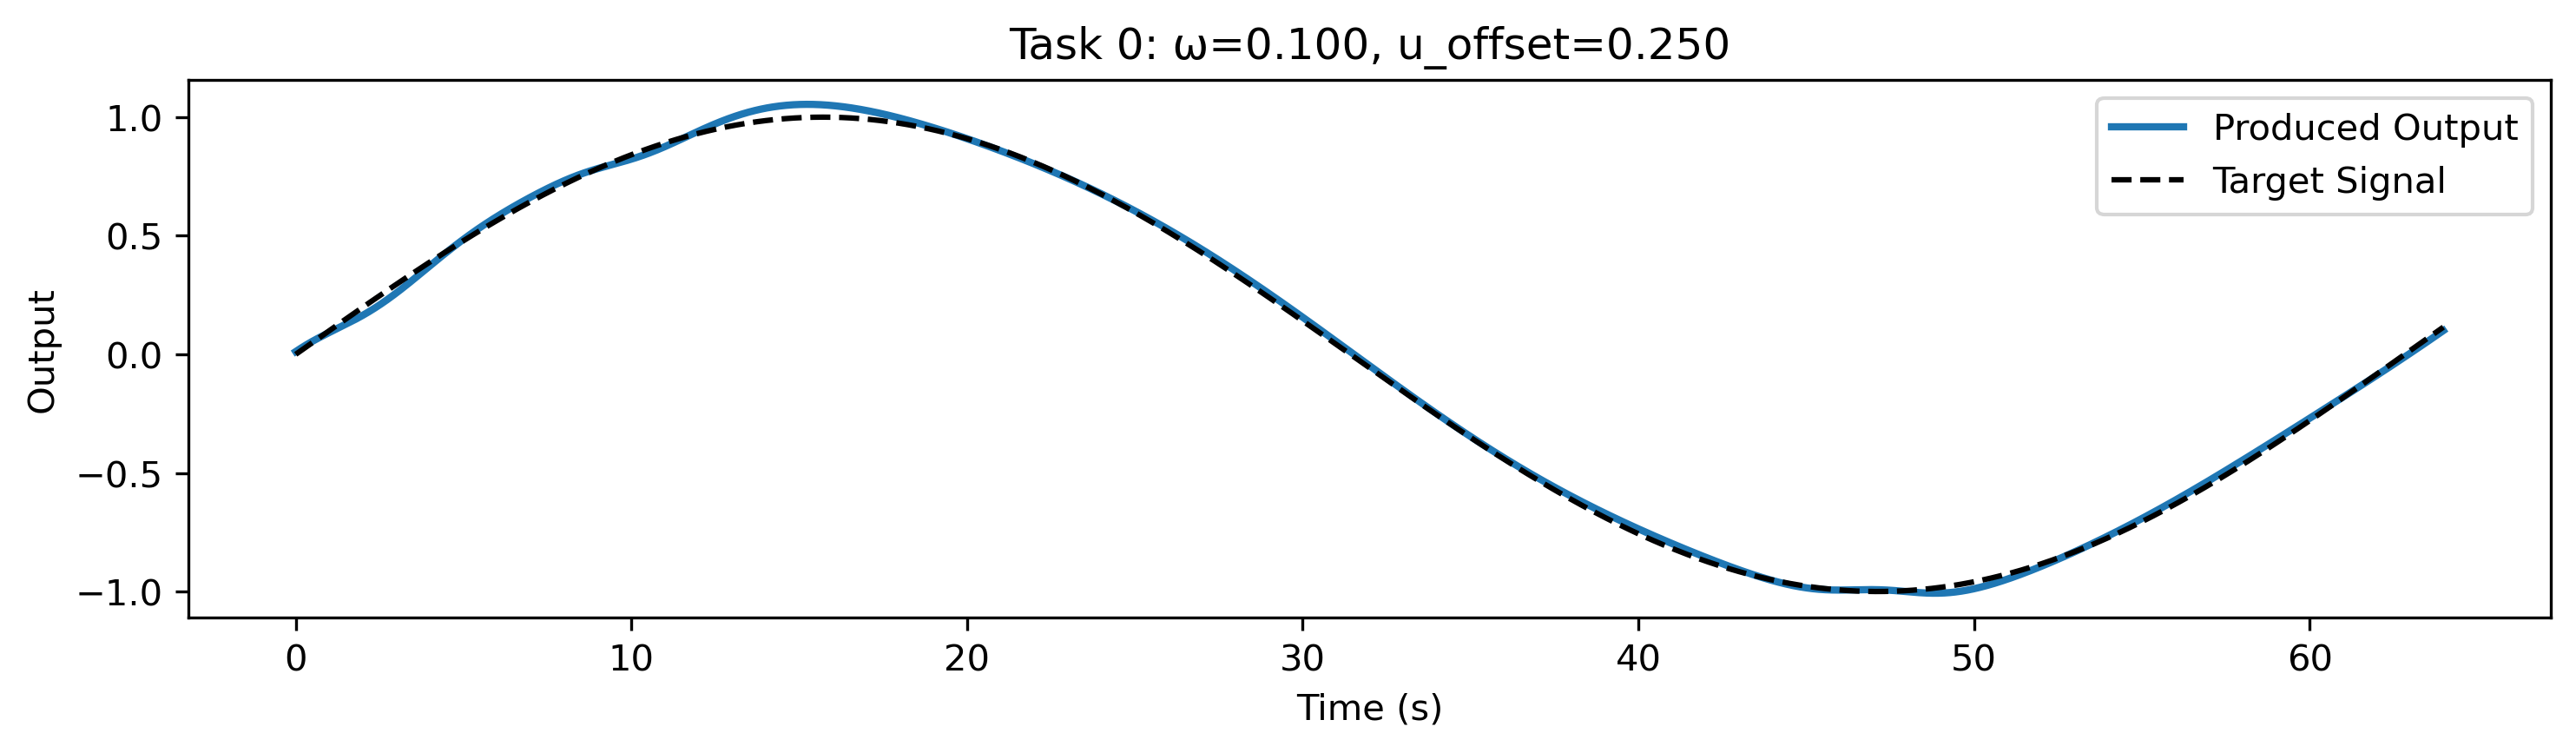 Task 0: ω=0.100, u_offset=0.250
Produced Output
Target Signal
Output
1.0
0.5
0.0
−0.5
−1.0
0 10 20 30 40 50 60
Time (s)